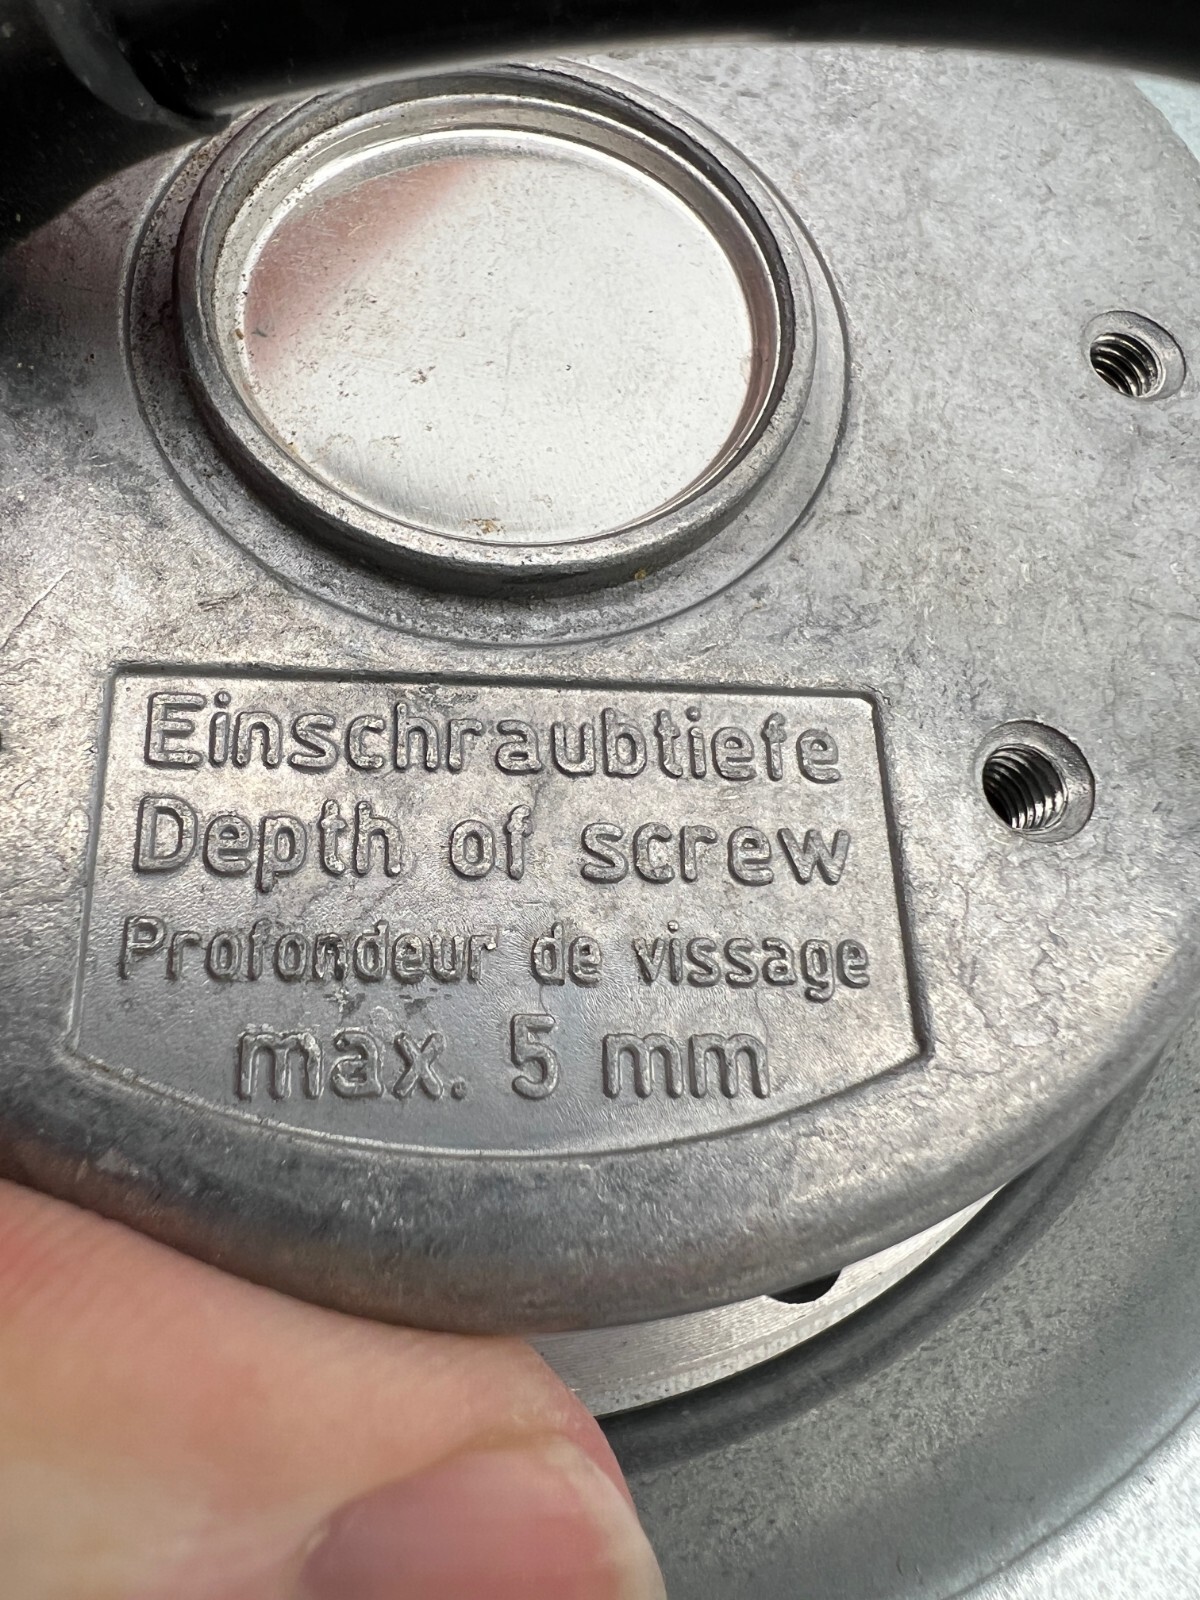 Einschraubtiefe
Depth of screw
Profondeur de vissage
max. 5 mm